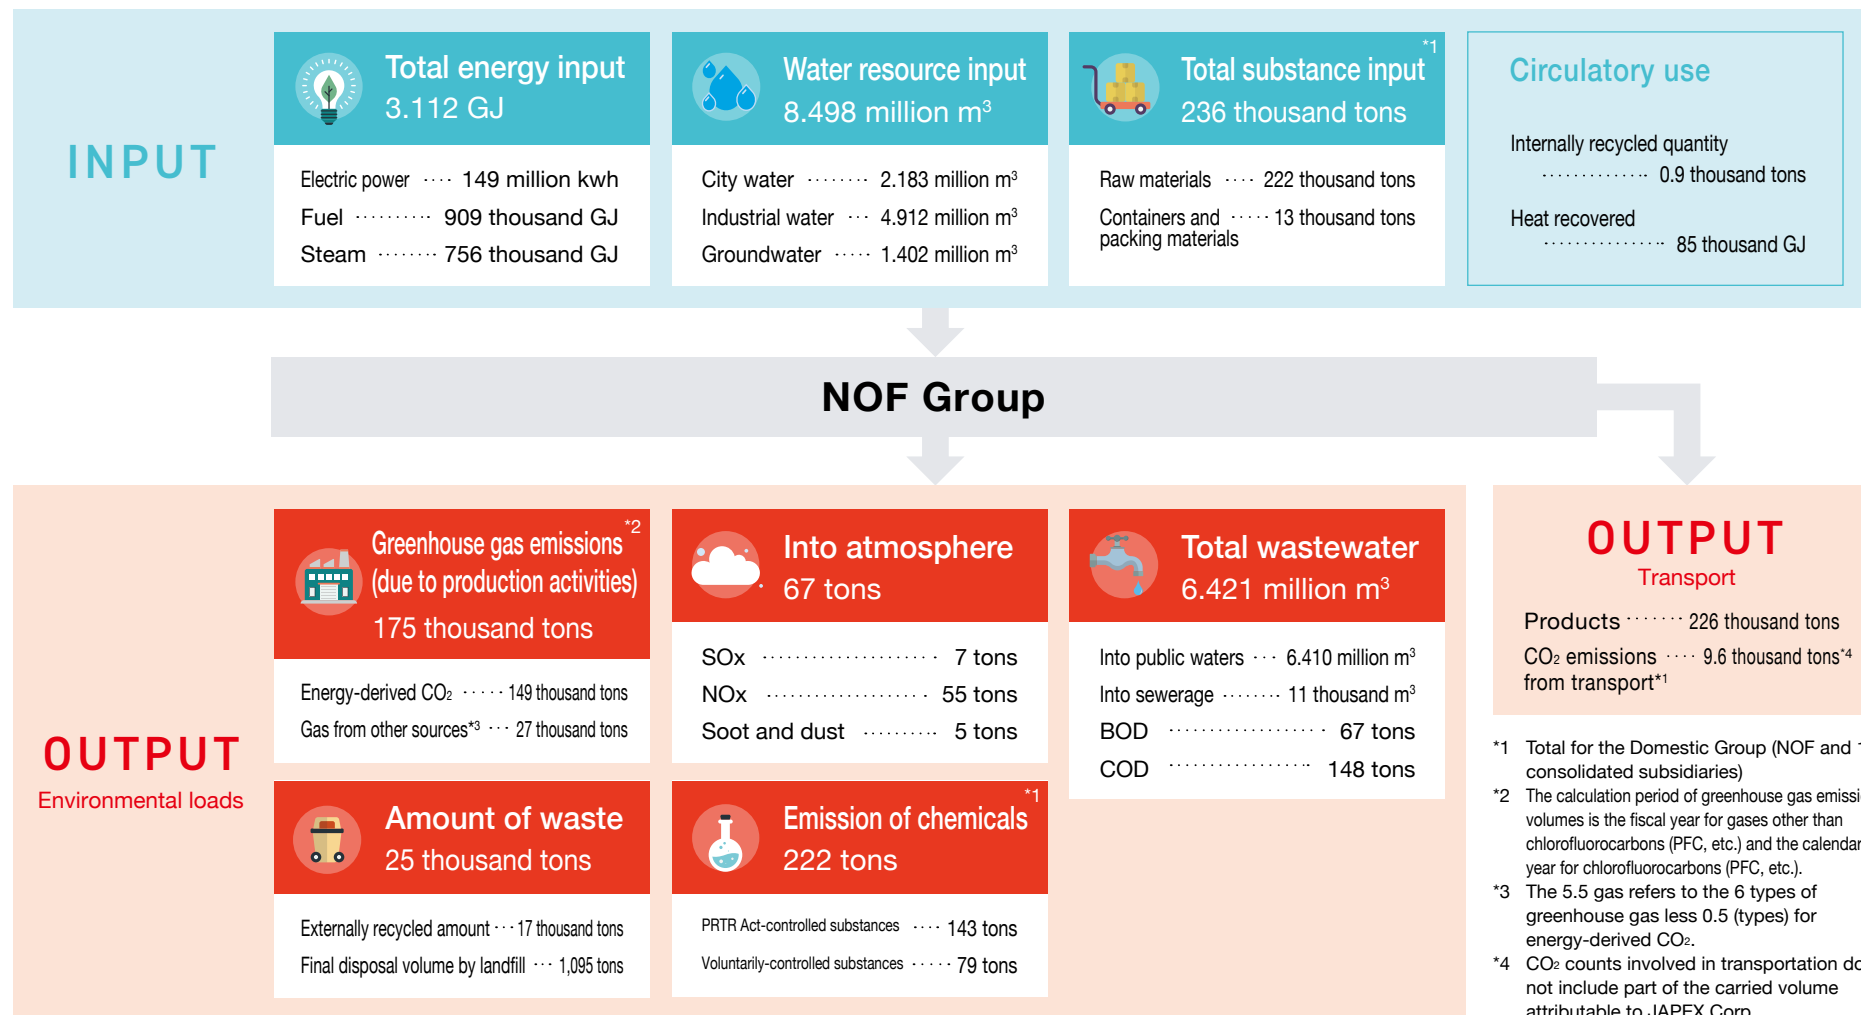 INPUT
Total energy input
3.112 GJ
Electric power ···· 149 million kwh
Fuel ········· 909 thousand GJ
Steam ······· 756 thousand GJ
Water resource input
8.498 million m³
City water ········ 2.183 million m³
Industrial water ··· 4.912 million m³
Groundwater ····· 1.402 million m³
Total substance input *1
236 thousand tons
Raw materials ···· 222 thousand tons
Containers and ····· 13 thousand tons
packing materials
Circulatory use
Internally recycled quantity
············· 0.9 thousand tons
Heat recovered
··············· 85 thousand GJ
NOF Group
OUTPUT
Environmental loads
Greenhouse gas emissions *2
(due to production activities)
175 thousand tons
Energy-derived CO₂ ····· 149 thousand tons
Gas from other sources*3 ··· 27 thousand tons
Into atmosphere
67 tons
SOx ·················· 7 tons
NOx ·················· 55 tons
Soot and dust ········· 5 tons
Total wastewater
6.421 million m³
Into public waters ··· 6.410 million m³
Into sewerage ········ 11 thousand m³
BOD ················· 67 tons
COD ················· 148 tons
Amount of waste
25 thousand tons
Externally recycled amount ··· 17 thousand tons
Final disposal volume by landfill ··· 1,095 tons
Emission of chemicals *1
222 tons
PRTR Act-controlled substances ···· 143 tons
Voluntarily-controlled substances ····· 79 tons
OUTPUT
Transport
Products ······· 226 thousand tons
CO₂ emissions ···· 9.6 thousand tons*4
from transport*1
*1 Total for the Domestic Group (NOF and
consolidated subsidiaries)
*2 The calculation period of greenhouse gas
volumes is the fiscal year for gases other than
chlorofluorocarbons (PFC, etc.) and the calendar
year for chlorofluorocarbons (PFC, etc.).
*3 The 5.5 gas refers to the 6 types of
greenhouse gas less 0.5 (types) for
energy-derived CO₂.
*4 CO₂ counts involved in transportation
not include part of the carried volume
attributable to JAPEX Corp.